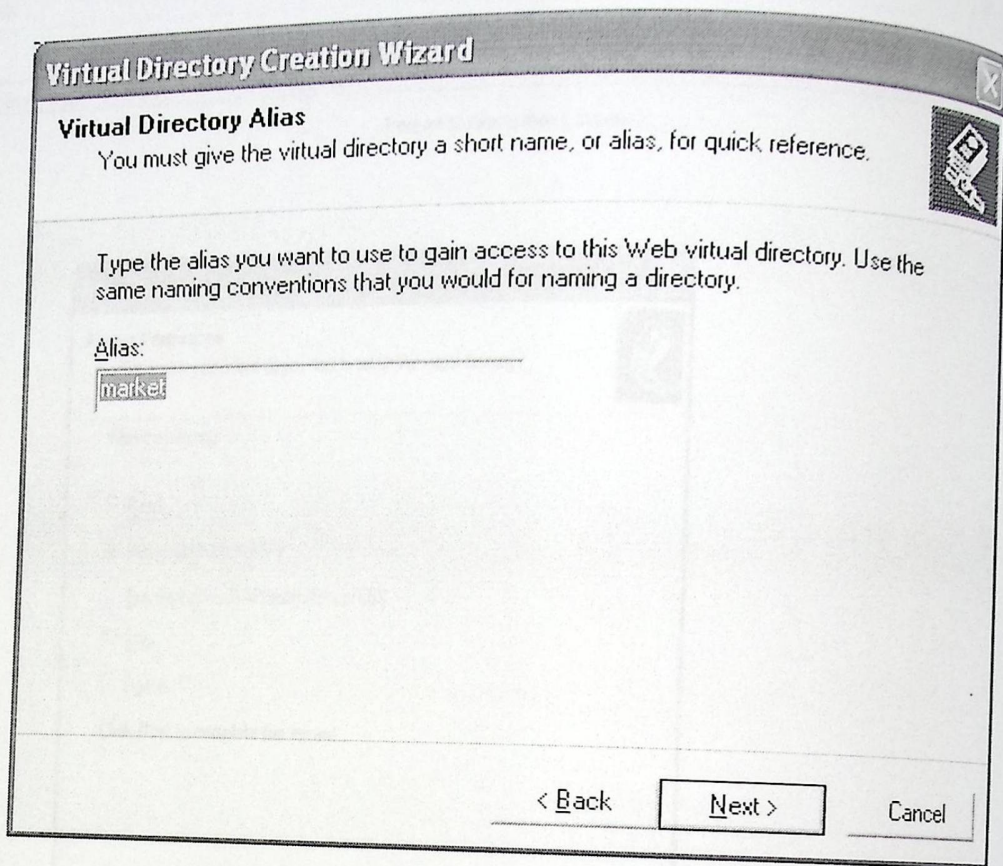 Virtual Directory Creation Wizard
Virtual Directory Alias
You must give the virtual directory a short name, or alias, for quick reference.
Type the alias you want to use to gain access to this Web virtual directory. Use the
same naming conventions that you would for naming a directory.
Alias:
market
< Back Next > Cancel